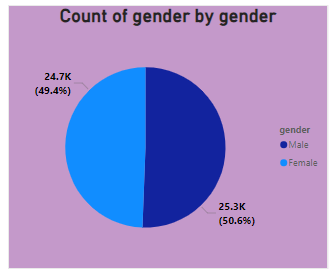 Count of gender by gender
24.7K
(49.4%)
gender
Male
Female
25.3K
(50.6%)